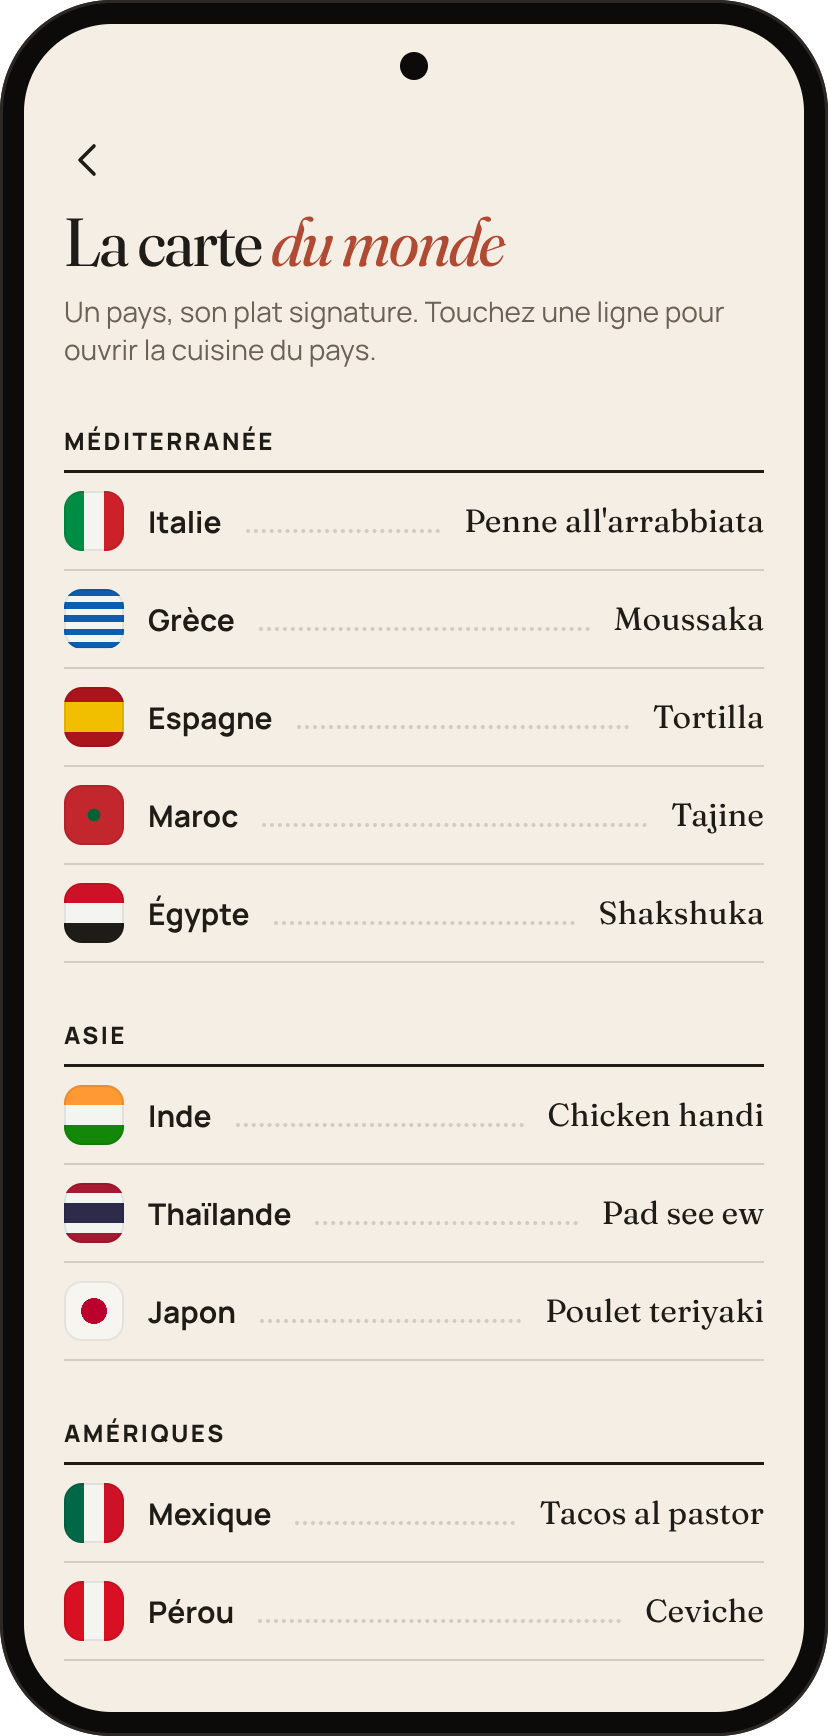 La carte du monde
Un pays, son plat signature. Touchez une ligne pour
ouvrir la cuisine du pays.
MÉDITERRANÉE
Italie Penne all'arrabbiata
Grèce Moussaka
Espagne Tortilla
Maroc Tajine
Égypte Shakshuka
ASIE
Inde Chicken handi
Thaïlande Pad see ew
Japon Poulet teriyaki
AMÉRIQUES
Mexique Tacos al pastor
Pérou Ceviche